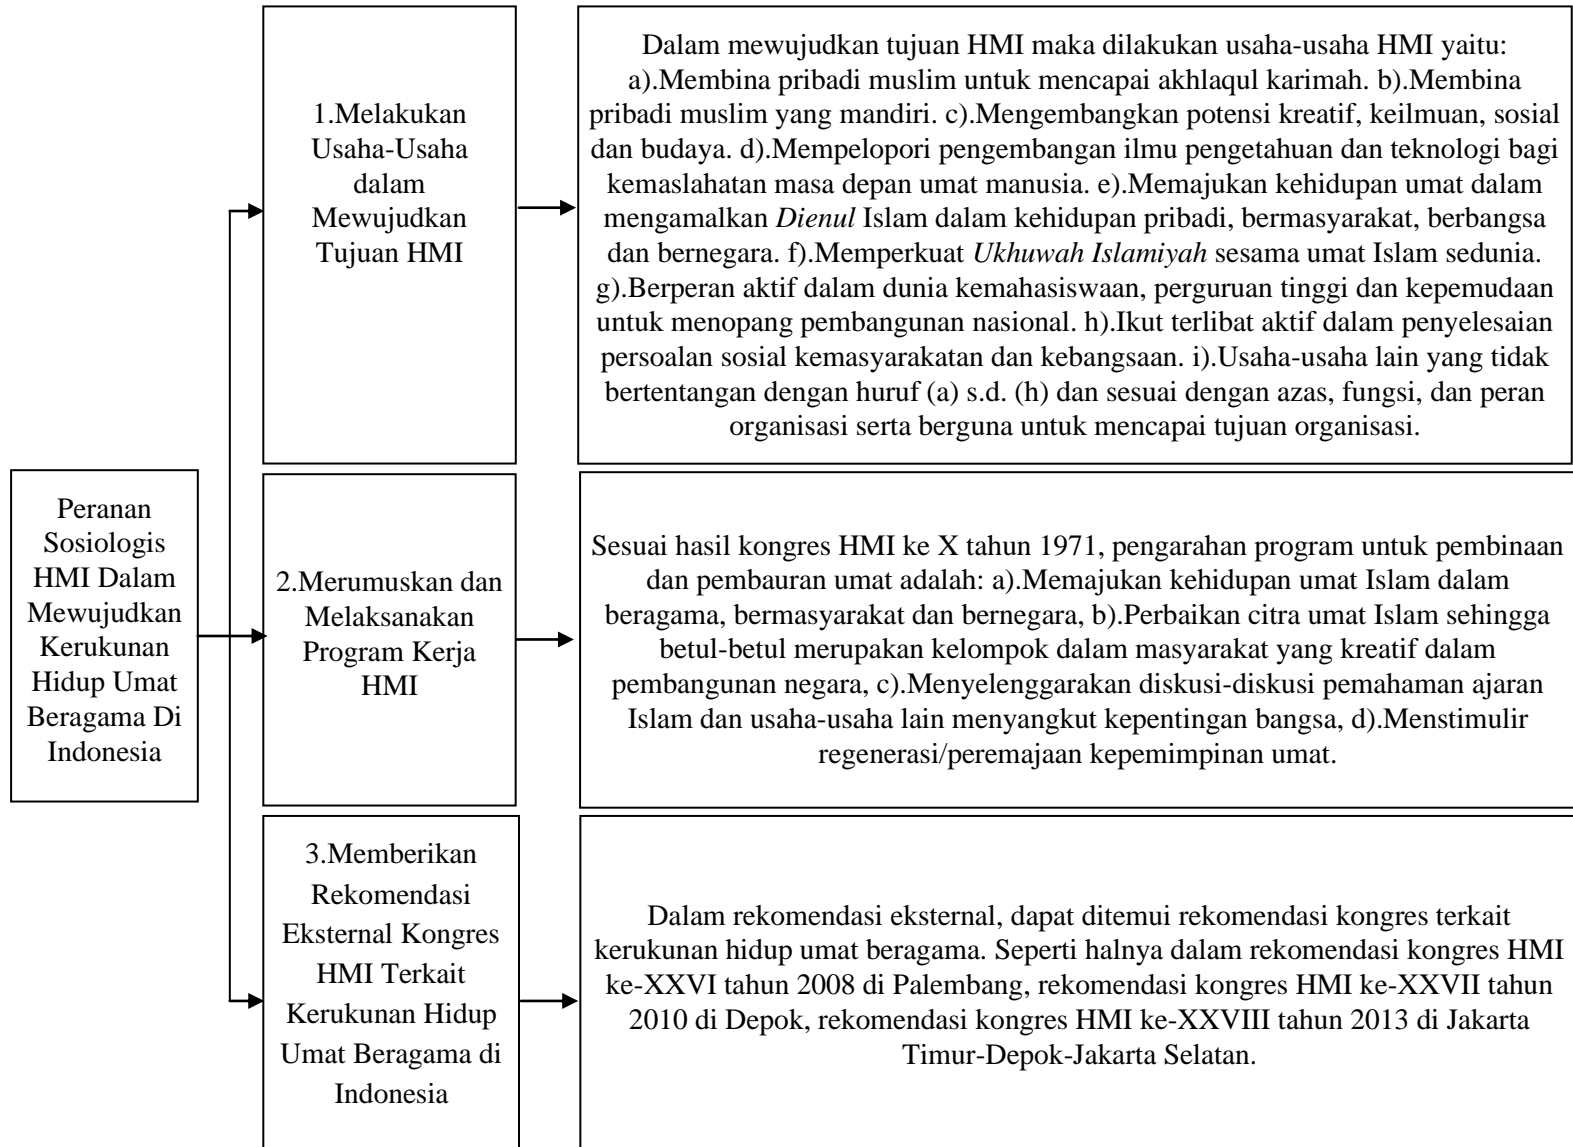 Peranan
Sosiologis
HMI Dalam
Mewujudkan
Kerukunan
Hidup Umat
Beragama Di
Indonesia
1.Melakukan
Usaha-Usaha
dalam
Mewujudkan
Tujuan HMI
Dalam mewujudkan tujuan HMI maka dilakukan usaha-usaha HMI yaitu:
a).Membina pribadi muslim untuk mencapai akhlaqul karimah. b).Membina
pribadi muslim yang mandiri. c).Mengembangkan potensi kreatif, keilmuan, sosial
dan budaya. d).Mempelopori pengembangan ilmu pengetahuan dan teknologi bagi
kemaslahatan masa depan umat manusia. e).Memajukan kehidupan umat dalam
mengamalkan Dienul Islam dalam kehidupan pribadi, bermasyarakat, berbangsa
dan bernegara. f).Memperkuat Ukhuwah Islamiyah sesama umat Islam sedunia.
g).Berperan aktif dalam dunia kemahasiswaan, perguruan tinggi dan kepemudaan
untuk menopang pembangunan nasional. h).Ikut terlibat aktif dalam penyelesaian
persoalan sosial kemasyarakatan dan kebangsaan. i).Usaha-usaha lain yang tidak
bertentangan dengan huruf (a) s.d. (h) dan sesuai dengan azas, fungsi, dan peran
organisasi serta berguna untuk mencapai tujuan organisasi.
2.Merumuskan dan
Melaksanakan
Program Kerja
HMI
Sesuai hasil kongres HMI ke X tahun 1971, pengarahan program untuk pembinaan
dan pembauran umat adalah: a).Memajukan kehidupan umat Islam dalam
beragama, bermasyarakat dan bernegara, b).Perbaikan citra umat Islam sehingga
betul-betul merupakan kelompok dalam masyarakat yang kreatif dalam
pembangunan negara, c).Menyelenggarakan diskusi-diskusi pemahaman ajaran
Islam dan usaha-usaha lain menyangkut kepentingan bangsa, d).Menstimulir
regenerasi/peremajaan kepemimpinan umat.
3.Memberikan
Rekomendasi
Eksternal Kongres
HMI Terkait
Kerukunan Hidup
Umat Beragama di
Indonesia
Dalam rekomendasi eksternal, dapat ditemui rekomendasi kongres terkait
kerukunan hidup umat beragama. Seperti halnya dalam rekomendasi kongres HMI
ke-XXVI tahun 2008 di Palembang, rekomendasi kongres HMI ke-XXVII tahun
2010 di Depok, rekomendasi kongres HMI ke-XXVIII tahun 2013 di Jakarta
Timur-Depok-Jakarta Selatan.